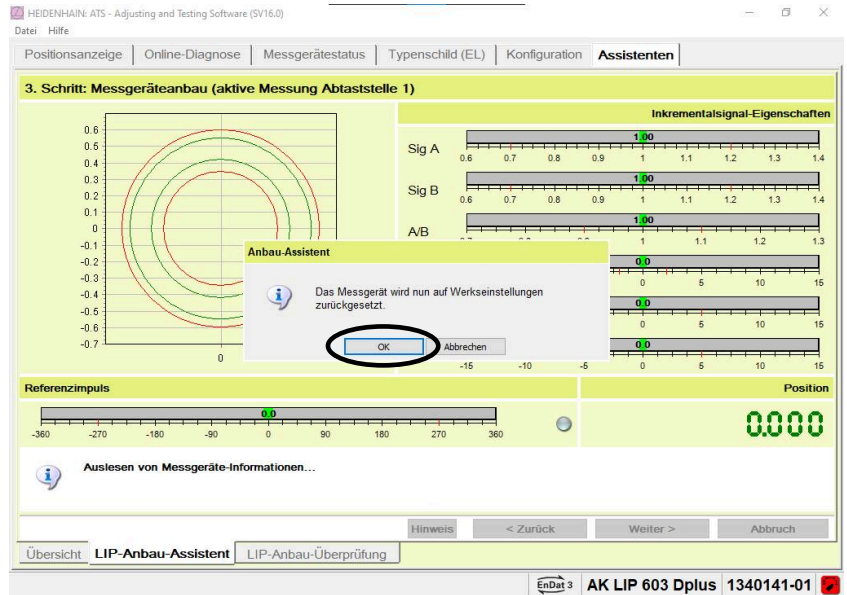 HEIDENHAIN: ATS - Adjusting and Testing Software (SV16.0)
Datei Hilfe
Positionsanzeige Online-Diagnose Messgerätestatus Typenschild (EL) Konfiguration Assistenten
3. Schritt: Messgeräteanbau (aktive Messung Abtaststelle 1)
Inkrementalsignal-Eigenschaften
0.6
0.5
0.4
0.3
0.2
0.1
0
-0.1
-0.2
-0.3
-0.4
-0.5
-0.6
-0.7
0
Sig A
1.00
0.6 0.7 0.8 0.9 1 1.1 1.2 1.3 1.4
Sig B
1.00
0.6 0.7 0.8 0.9 1 1.1 1.2 1.3 1.4
A/B
1.00
1 1.1 1.2 1.3
0.0
0 5 10 15
0.0
0 5 10 15
0.0
-15 -10 -5 0 5 10 15
Anbau-Assistent
Das Messgerät wird nun auf Werkseinstellungen
zurückgesetzt.
OK Abbrechen
Referenzimpuls
Position
0.0
-360 -270 -180 -90 0 90 180 270 360
0.000
Auslesen von Messgeräte-Informationen...
Hinweis < Zurück Weiter > Abbruch
Übersicht LIP-Anbau-Assistent LIP-Anbau-Überprüfung
EnDat 3 AK LIP 603 Dplus 1340141-01